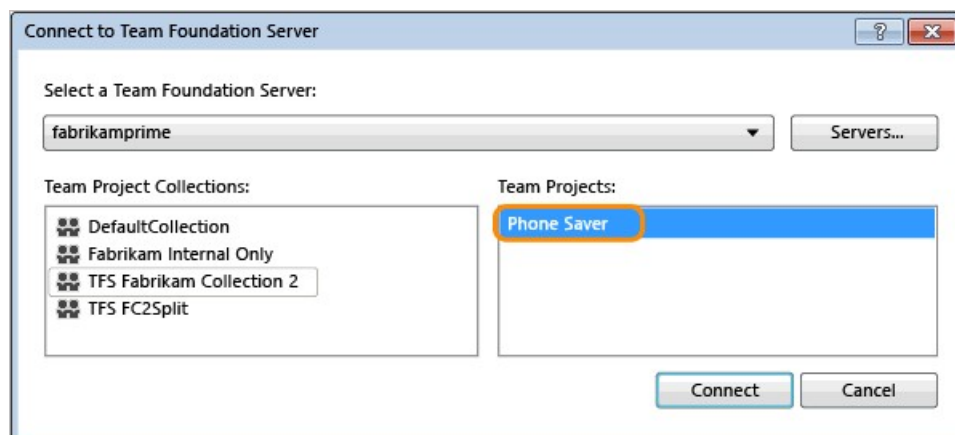 Connect to Team Foundation Server
?
Select a Team Foundation Server:
fabrikamprime
Servers...
Team Project Collections:
Team Projects:
DefaultCollection
Fabrikam Internal Only
TFS Fabrikam Collection 2
TFS FC2Split
Phone Saver
Connect
Cancel